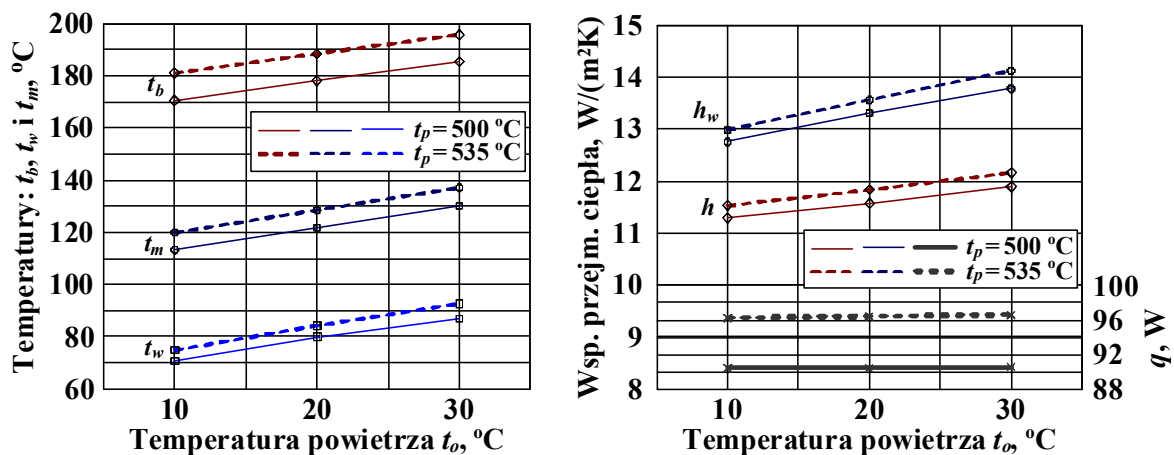 Temperatury: t_b, t_w i t_m, °C
200
180
160
140
120
100
80
60
t_b
t_m
t_w
t_p = 500 °C
t_p = 535 °C
10 20 30
Temperatura powietrza t_o, °C
Wsp. przejm. ciepła, W/(m²K)
15
14
13
12
11
10
9
8
h_w
h
t_p = 500 °C
t_p = 535 °C
100
96
92
88
q, W
10 20 30
Temperatura powietrza t_o, °C